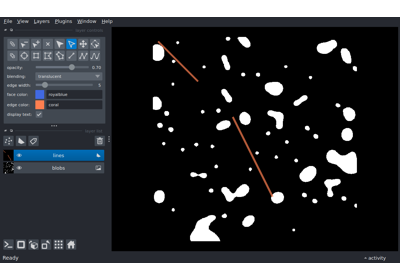 File View Layers Plugins Window Help
opacity: 0.70
blending: translucent
edge width: 5
face color: royalblue
edge color: coral
display text:
lines
blobs
Ready activity